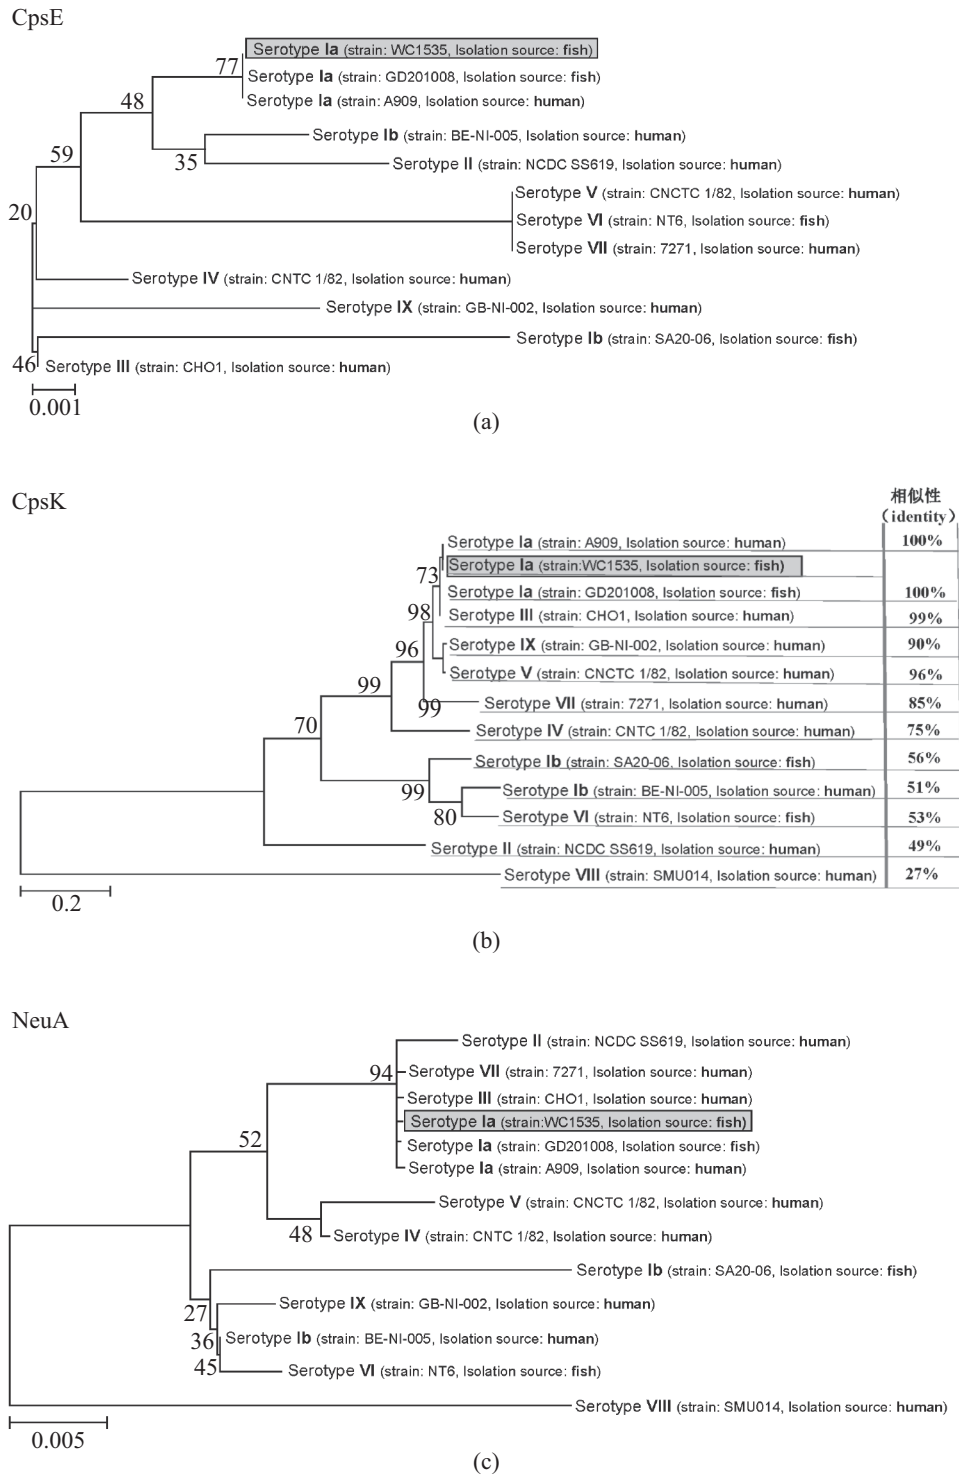 CpsE
Serotype Ia (strain: WC1535, Isolation source: fish)
77
Serotype Ia (strain: GD201008, Isolation source: fish)
Serotype Ia (strain: A909, Isolation source: human)
48
Serotype Ib (strain: BE-NI-005, Isolation source: human)
35
Serotype II (strain: NCDC SS619, Isolation source: human)
59
Serotype V (strain: CNCTC 1/82, Isolation source: human)
Serotype VI (strain: NT6, Isolation source: fish)
Serotype VII (strain: 7271, Isolation source: human)
20
Serotype IV (strain: CNTC 1/82, Isolation source: human)
Serotype IX (strain: GB-NI-002, Isolation source: human)
Serotype Ib (strain: SA20-06, Isolation source: fish)
46
Serotype III (strain: CHO1, Isolation source: human)
0.001
(a)
CpsK
相似性
（identity）
Serotype Ia (strain: A909, Isolation source: human) 100%
Serotype Ia (strain:WC1535, Isolation source: fish)
73
Serotype Ia (strain: GD201008, Isolation source: fish) 100%
98
Serotype III (strain: CHO1, Isolation source: human) 99%
96
Serotype IX (strain: GB-NI-002, Isolation source: human) 90%
Serotype V (strain: CNCTC 1/82, Isolation source: human) 96%
99
99
Serotype VII (strain: 7271, Isolation source: human) 85%
70
Serotype IV (strain: CNTC 1/82, Isolation source: human) 75%
Serotype Ib (strain: SA20-06, Isolation source: fish) 56%
99
Serotype Ib (strain: BE-NI-005, Isolation source: human) 51%
80
Serotype VI (strain: NT6, Isolation source: fish) 53%
Serotype II (strain: NCDC SS619, Isolation source: human) 49%
Serotype VIII (strain: SMU014, Isolation source: human) 27%
0.2
(b)
NeuA
Serotype II (strain: NCDC SS619, Isolation source: human)
94
Serotype VII (strain: 7271, Isolation source: human)
Serotype III (strain: CHO1, Isolation source: human)
Serotype Ia (strain:WC1535, Isolation source: fish)
52
Serotype Ia (strain: GD201008, Isolation source: fish)
Serotype Ia (strain: A909, Isolation source: human)
Serotype V (strain: CNCTC 1/82, Isolation source: human)
48
Serotype IV (strain: CNTC 1/82, Isolation source: human)
Serotype Ib (strain: SA20-06, Isolation source: fish)
27
Serotype IX (strain: GB-NI-002, Isolation source: human)
36
Serotype Ib (strain: BE-NI-005, Isolation source: human)
45
Serotype VI (strain: NT6, Isolation source: fish)
Serotype VIII (strain: SMU014, Isolation source: human)
0.005
(c)